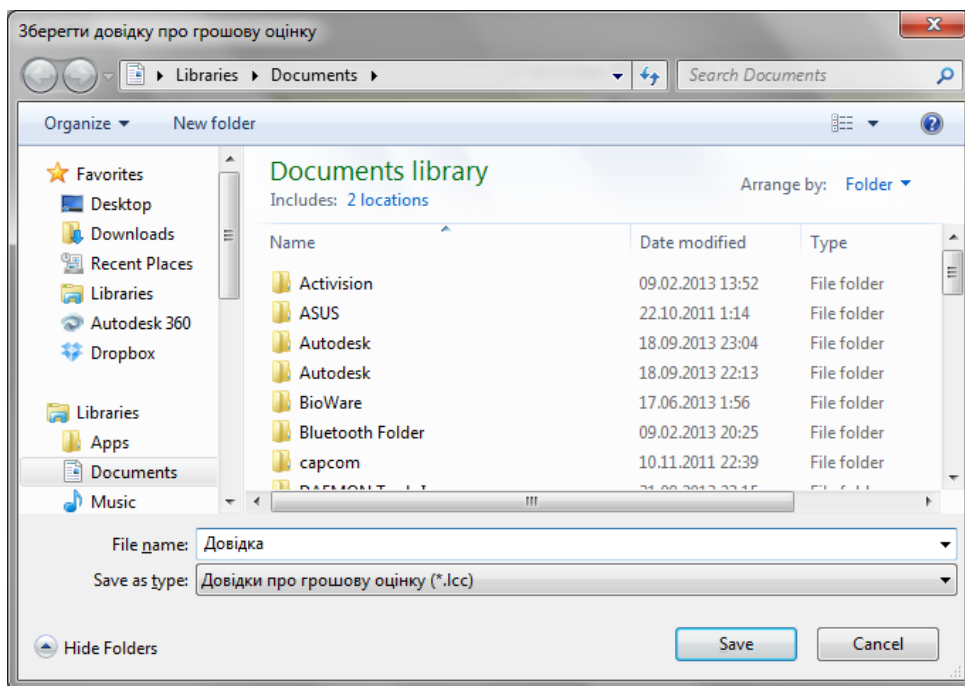 Зберегти довідку про грошову оцінку
Libraries Documents
Search Documents
Organize New folder
Favorites
Desktop
Downloads
Recent Places
Libraries
Autodesk 360
Dropbox
Libraries
Apps
Documents
Music
Documents library
Includes: 2 locations
Arrange by: Folder
Name Date modified Type
Activision 09.02.2013 13:52 File folder
ASUS 22.10.2011 1:14 File folder
Autodesk 18.09.2013 23:04 File folder
Autodesk 18.09.2013 22:13 File folder
BioWare 17.06.2013 1:56 File folder
Bluetooth Folder 09.02.2013 20:25 File folder
capcom 10.11.2011 22:39 File folder
File name: Довідка
Save as type: Довідки про грошову оцінку (*.lcc)
Hide Folders
Save Cancel